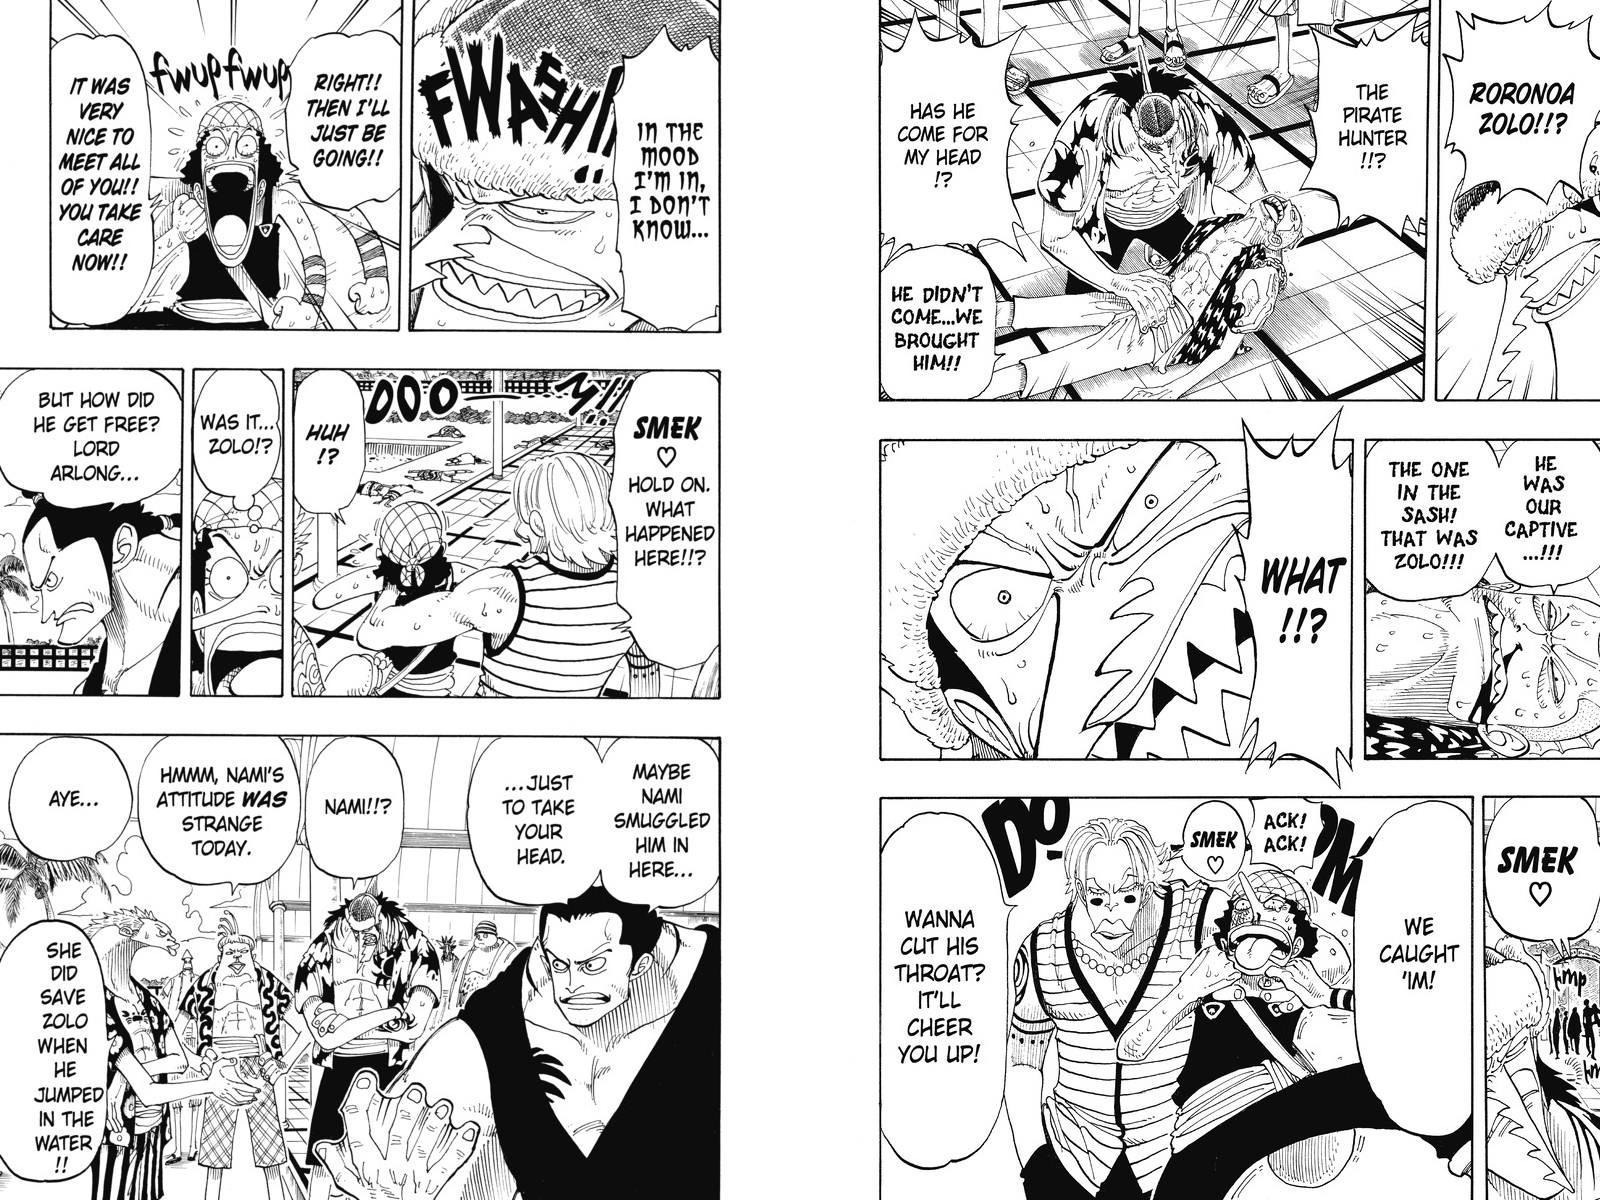 RORONOA
ZOLO!!?
THE
PIRATE
HUNTER
!!?
HAS HE
COME FOR
MY HEAD
!?
HE DIDN'T
COME...WE
BROUGHT
HIM!!
HE
WAS
OUR
CAPTIVE
...!!!
THE ONE
IN THE
SASH!
THAT WAS
ZOLO!!!
WHAT
!!?
SMEK
♡
WE
CAUGHT
'IM!
ACK!
ACK!
SMEK
♡
WANNA
CUT HIS
THROAT?
IT'LL
CHEER
YOU UP!
IN THE
MOOD
I'M IN,
I DON'T
KNOW...
RIGHT!!
THEN I'LL
JUST BE
GOING!!
fwup fwup
IT WAS
VERY
NICE TO
MEET ALL
OF YOU!!
YOU TAKE
CARE
NOW!!
SMEK
♡
HOLD ON.
WHAT
HAPPENED
HERE!!?
HUH
!?
WAS IT...
ZOLO!?
BUT HOW DID
HE GET FREE?
LORD
ARLONG...
MAYBE
NAMI
SMUGGLED
HIM IN
HERE...
...JUST
TO TAKE
YOUR
HEAD.
NAMI!!?
HMMM, NAMI'S
ATTITUDE WAS
STRANGE
TODAY.
AYE...
SHE
DID
SAVE
ZOLO
WHEN
HE
JUMPED
IN THE
WATER
!!